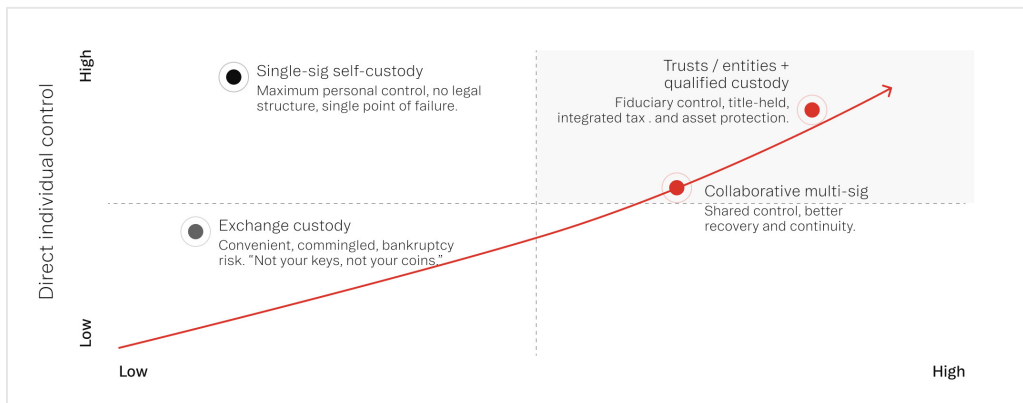 High
Direct individual control
Low
Single-sig self-custody
Maximum personal control, no legal
structure, single point of failure.
Trusts / entities +
qualified custody
Fiduciary control, title-held,
integrated tax . and asset protection.
Exchange custody
Convenient, commingled, bankruptcy
risk. “Not your keys, not your coins.”
Collaborative multi-sig
Shared control, better
recovery and continuity.
Low
High